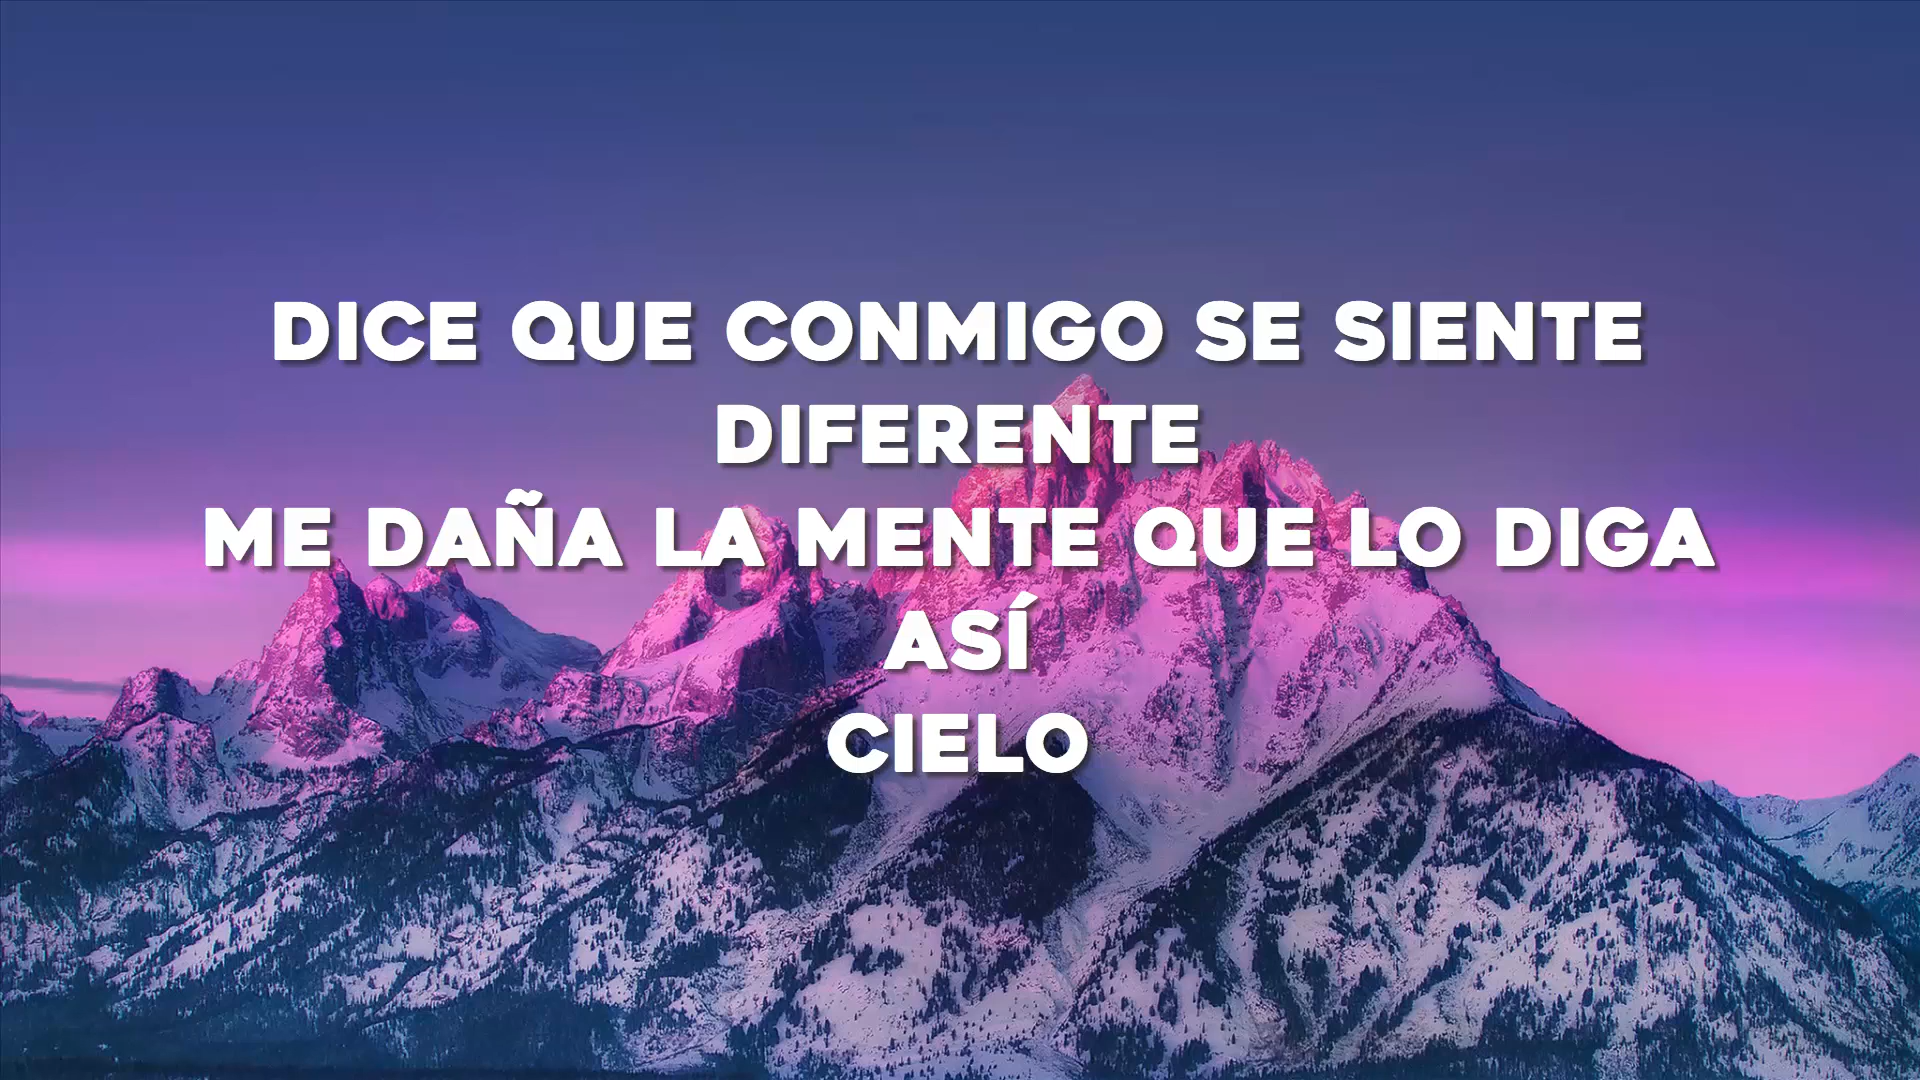 DICE QUE CONMIGO SE SIENTE
DIFERENTE
ME DAÑA LA MENTE QUE LO DIGA
ASÍ
CIELO